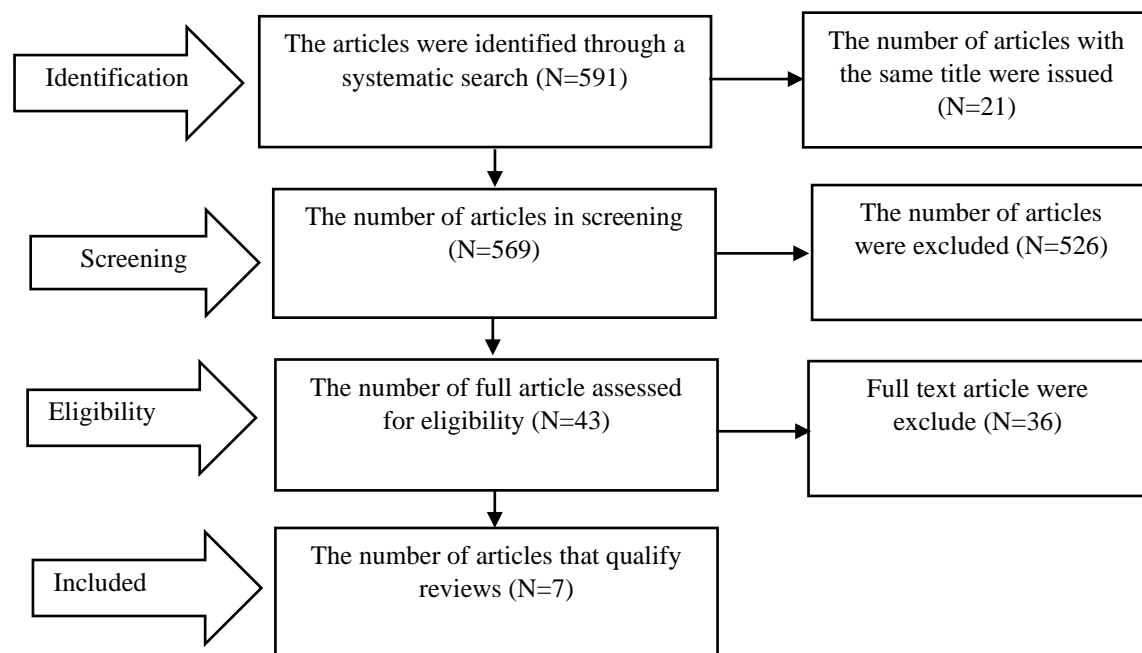 Identification
The articles were identified through a
systematic search (N=591)
The number of articles with
the same title were issued
(N=21)
Screening
The number of articles in screening
(N=569)
The number of articles
were excluded (N=526)
Eligibility
The number of full article assessed
for eligibility (N=43)
Full text article were
exclude (N=36)
Included
The number of articles that qualify
reviews (N=7)